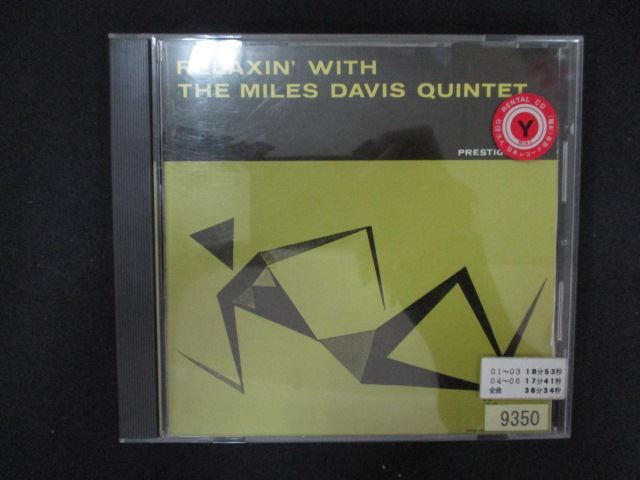 RELAXIN' WITH
THE MILES DAVIS QUINTET
RENTAL CD
Y
PRESTIG
01～03 18分53秒
04～06 17分41秒
全曲 36分34秒
9350